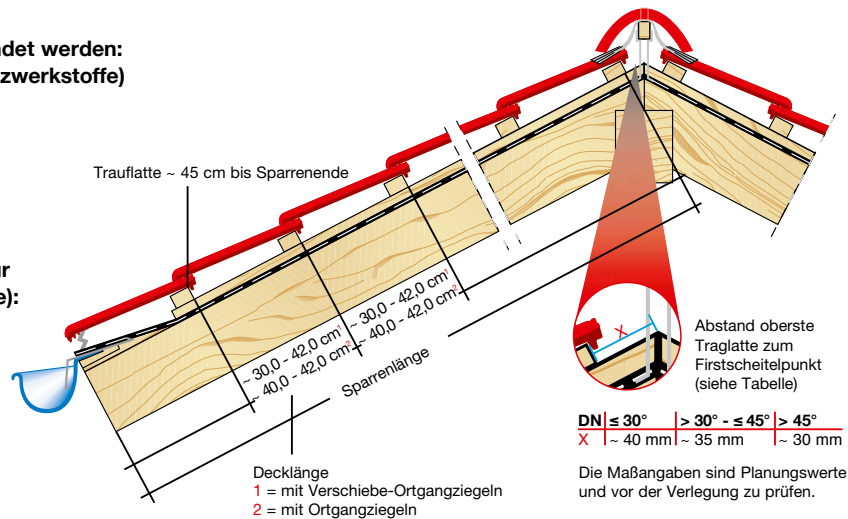 ndet werden:
zwerkstoffe)
Trauflatte ~ 45 cm bis Sparrenende
ur
e):
~ 30,0 - 42,0 cm¹
~ 40,0 - 42,0 cm²
~ 30,0 - 42,0 cm¹
~ 40,0 - 42,0 cm²
Sparrenlänge
Decklänge
1 = mit Verschiebe-Ortgangziegeln
2 = mit Ortgangziegeln
X
Abstand oberste
Traglatte zum
Firstscheitelpunkt
(siehe Tabelle)
DN ≤ 30° > 30° - ≤ 45° > 45°
X ~ 40 mm ~ 35 mm ~ 30 mm
Die Maßangaben sind Planungswerte
und vor der Verlegung zu prüfen.